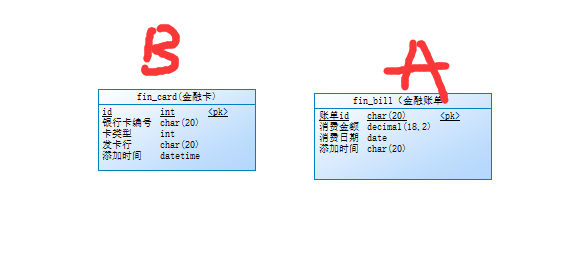 B
A
fin_card(金融卡)
id int <pk>
银行卡编号 char(20)
卡类型 int
发卡行 char(20)
添加时间 datetime
fin_bill（金融账单
账单id char(20) <pk>
消费金额 decimal(18,2)
消费日期 date
添加时间 char(20)